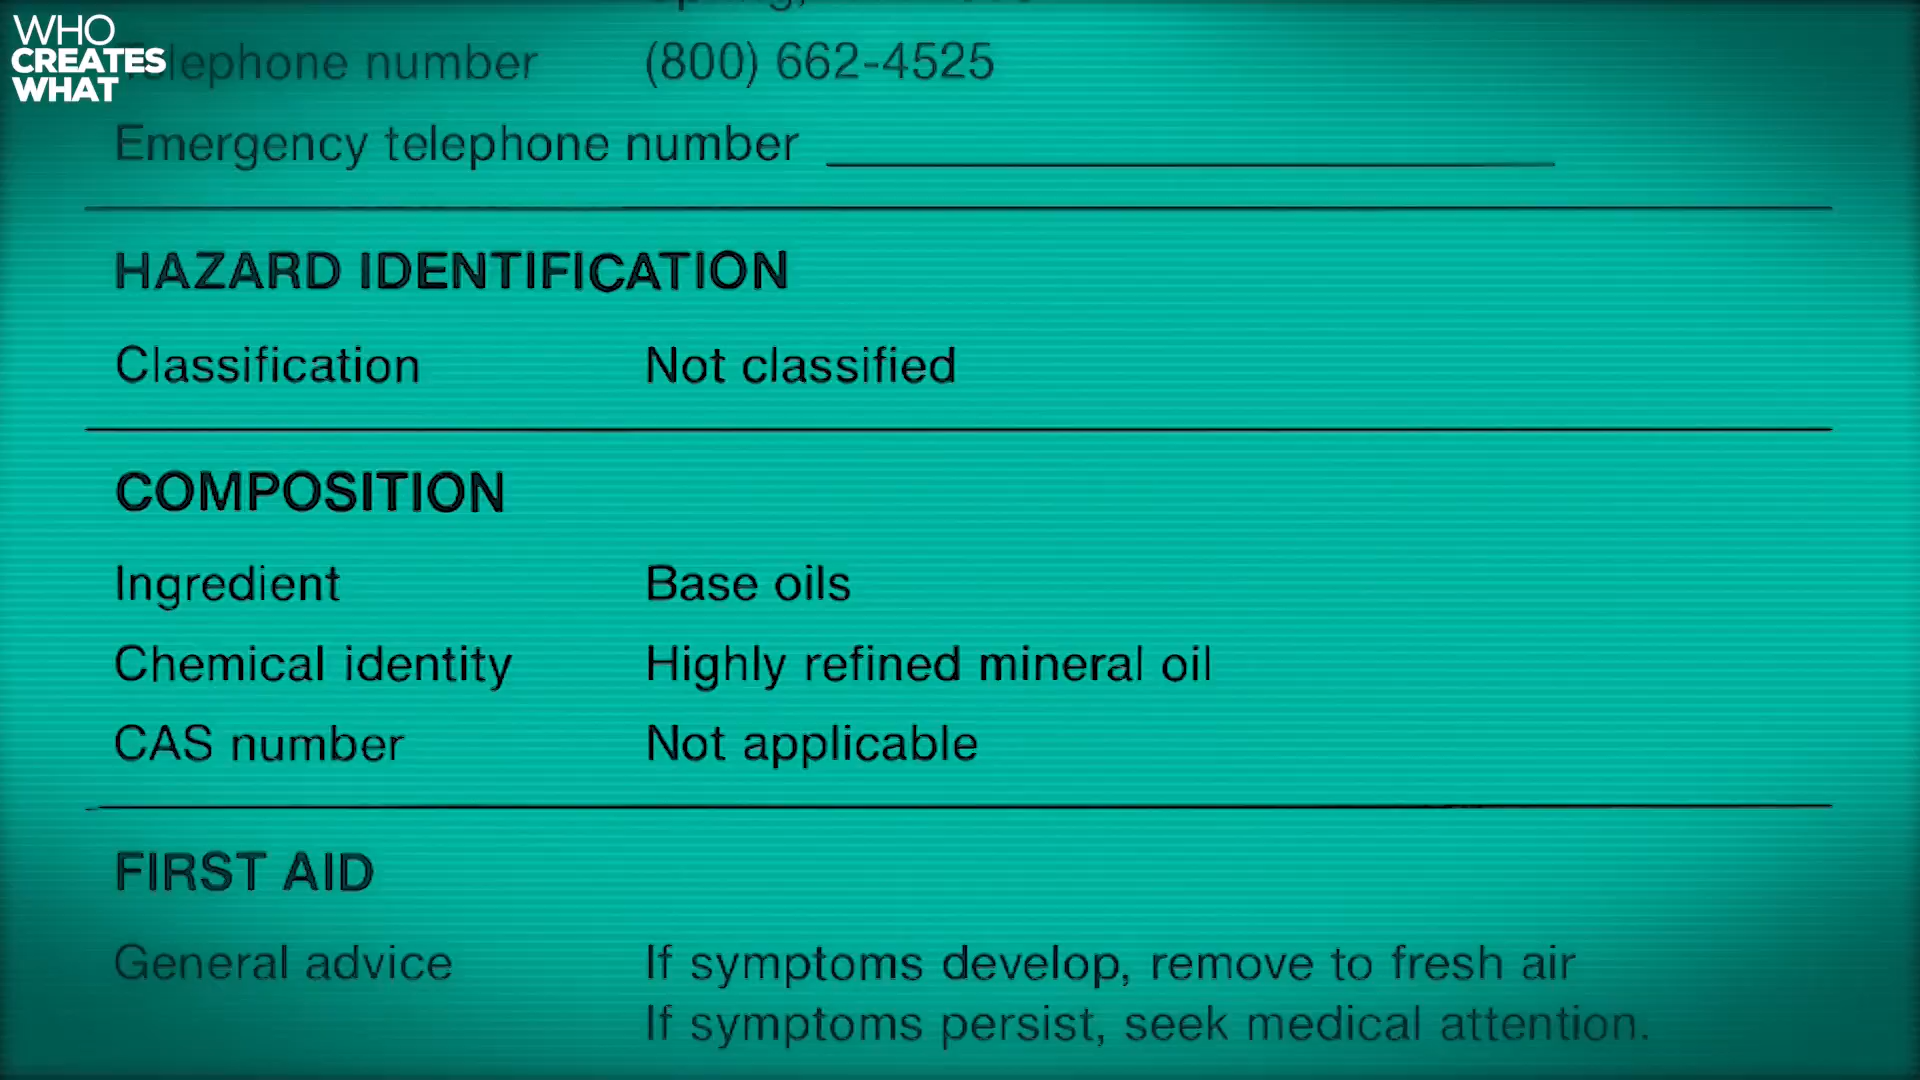 WHO
CREATES
WHAT
Telephone number (800) 662-4525
Emergency telephone number
HAZARD IDENTIFICATION
Classification Not classified
COMPOSITION
Ingredient Base oils
Chemical identity Highly refined mineral oil
CAS number Not applicable
FIRST AID
General advice If symptoms develop, remove to fresh air
If symptoms persist, seek medical attention.